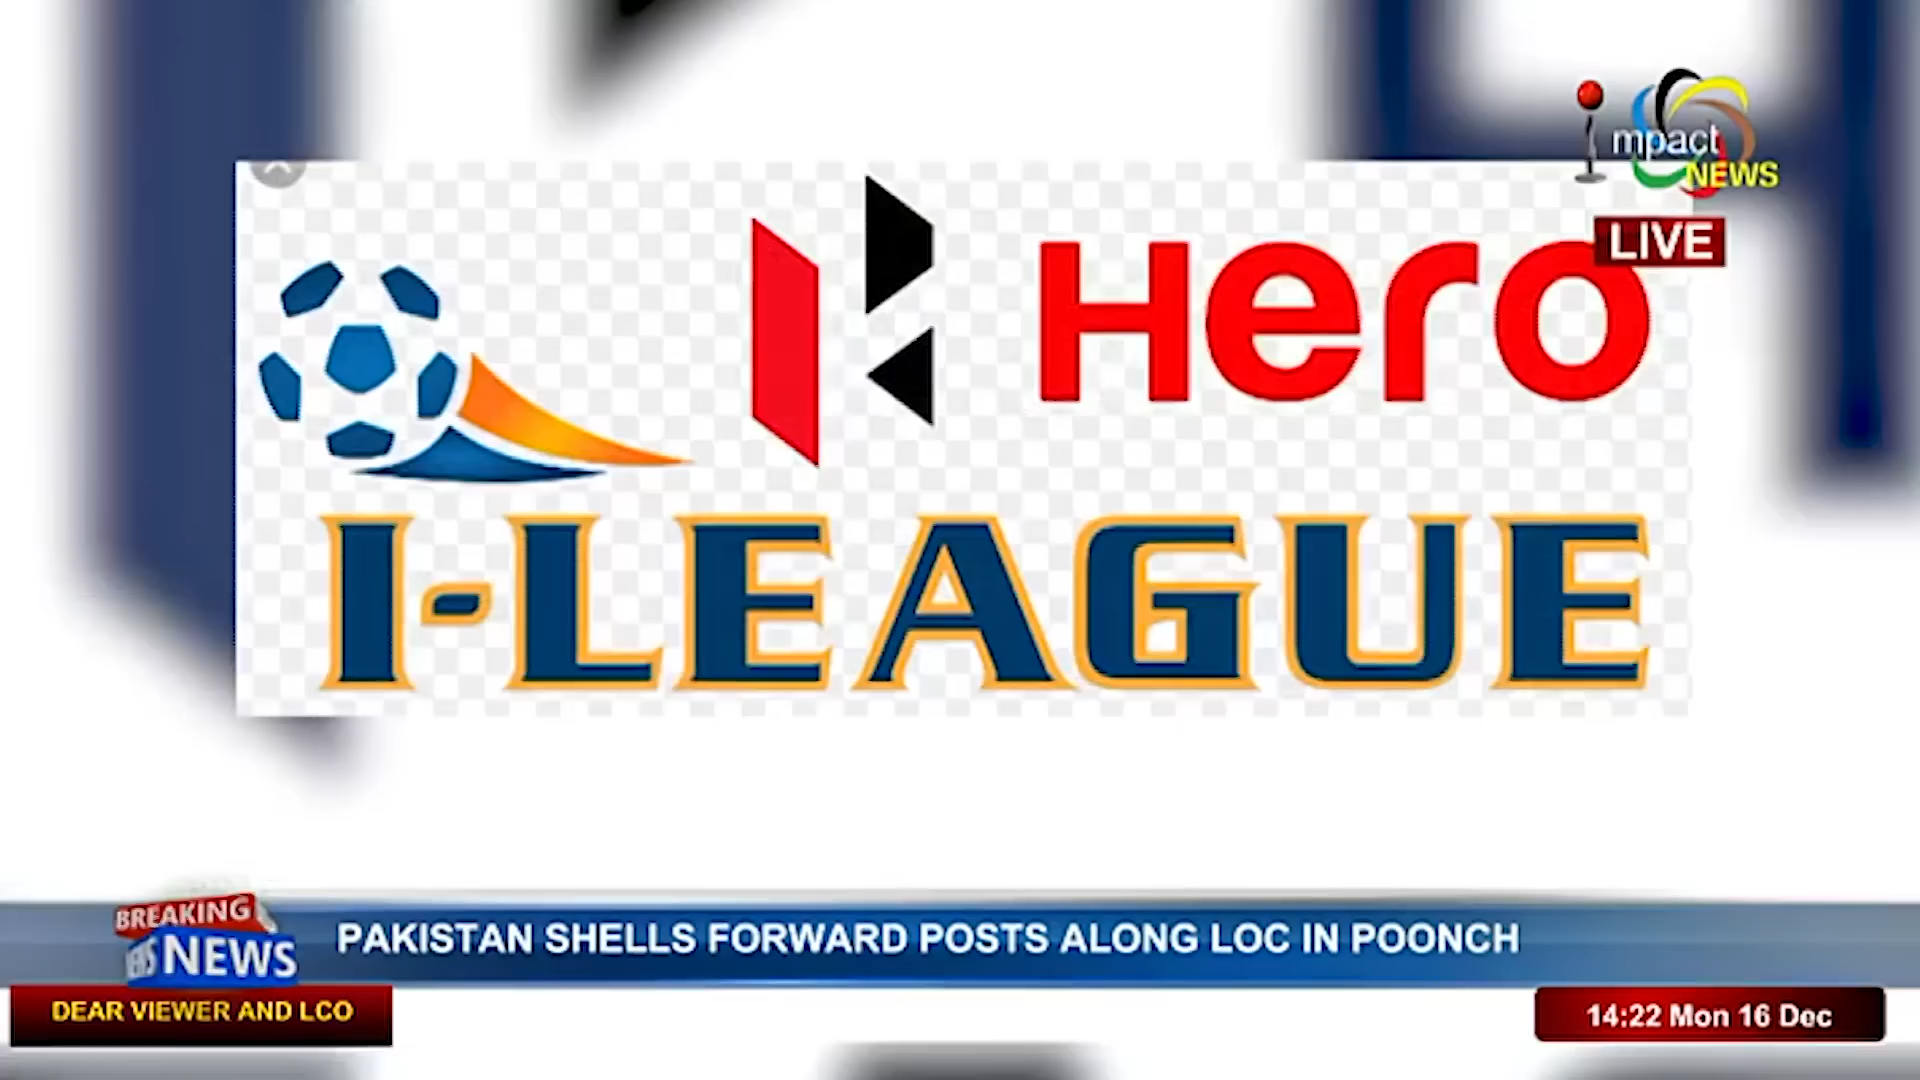 impact
NEWS
LIVE
Hero
I-LEAGUE
BREAKING
NEWS
PAKISTAN SHELLS FORWARD POSTS ALONG LOC IN POONCH
DEAR VIEWER AND LCO
14:22 Mon 16 Dec